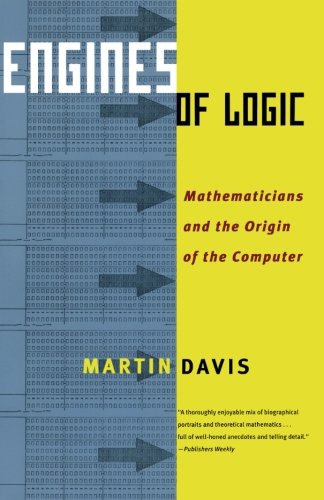 ENGINES
OF LOGIC
Mathematicians
and the Origin
of the Computer
MARTIN DAVIS
"A thoroughly enjoyable mix of biographical
portraits and theoretical mathematics . . .
full of well-honed anecdotes and telling detail."
—Publishers Weekly